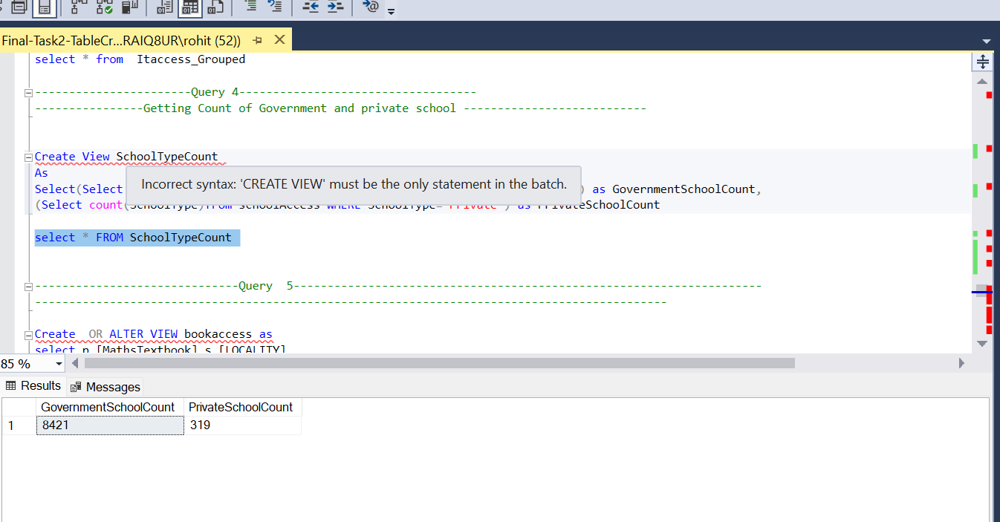 Final-Task2-TableCr...RAIQ8UR\rohit (52))
select * from  Itaccess_Grouped
-----------------------Query 4-----------------------------------
----------------Getting Count of Government and private school ---------------------------
Create View SchoolTypeCount
As
Incorrect syntax: 'CREATE VIEW' must be the only statement in the batch.
Select(Select ) as GovernmentSchoolCount,
(Select count(SchoolType)from schoolAccess WHERE SchoolType='Private') as PrivateSchoolCount
select * FROM SchoolTypeCount
------------------------------Query  5---------------------------------------------------------------------
---------------------------------------------------------------------------------------------
Create  OR ALTER VIEW bookaccess as
select n.[MathsTextbook],s.[LOCALITY]
85 %
Results Messages
GovernmentSchoolCount PrivateSchoolCount
1 8421 319